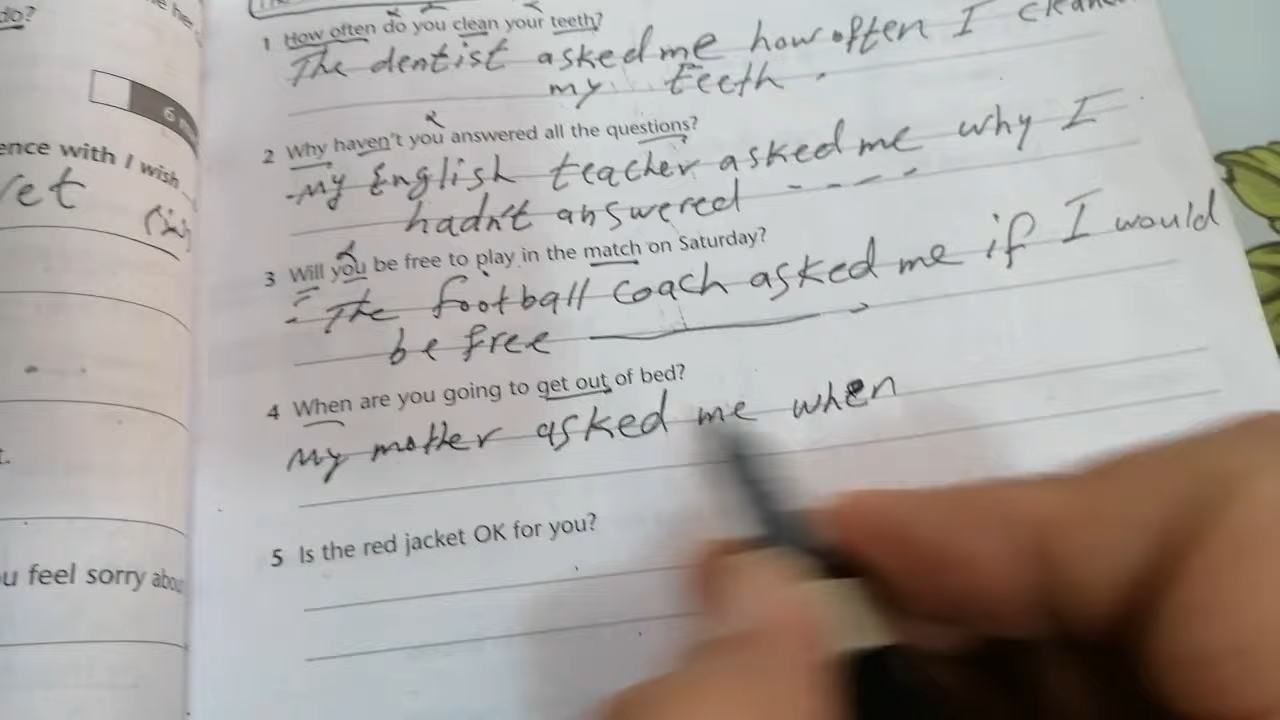 do?
e he
6
ence with I wish
ret
u feel sorry abou
1 How often do you clean your teeth?
The dentist asked me how often I clean
my teeth.
2 Why haven't you answered all the questions?
- My English teacher asked me why I
hadn't answered ----
3 Will you be free to play in the match on Saturday?
- The football coach asked me if I would
be free
4 When are you going to get out of bed?
My mother asked me when
5 Is the red jacket OK for you?